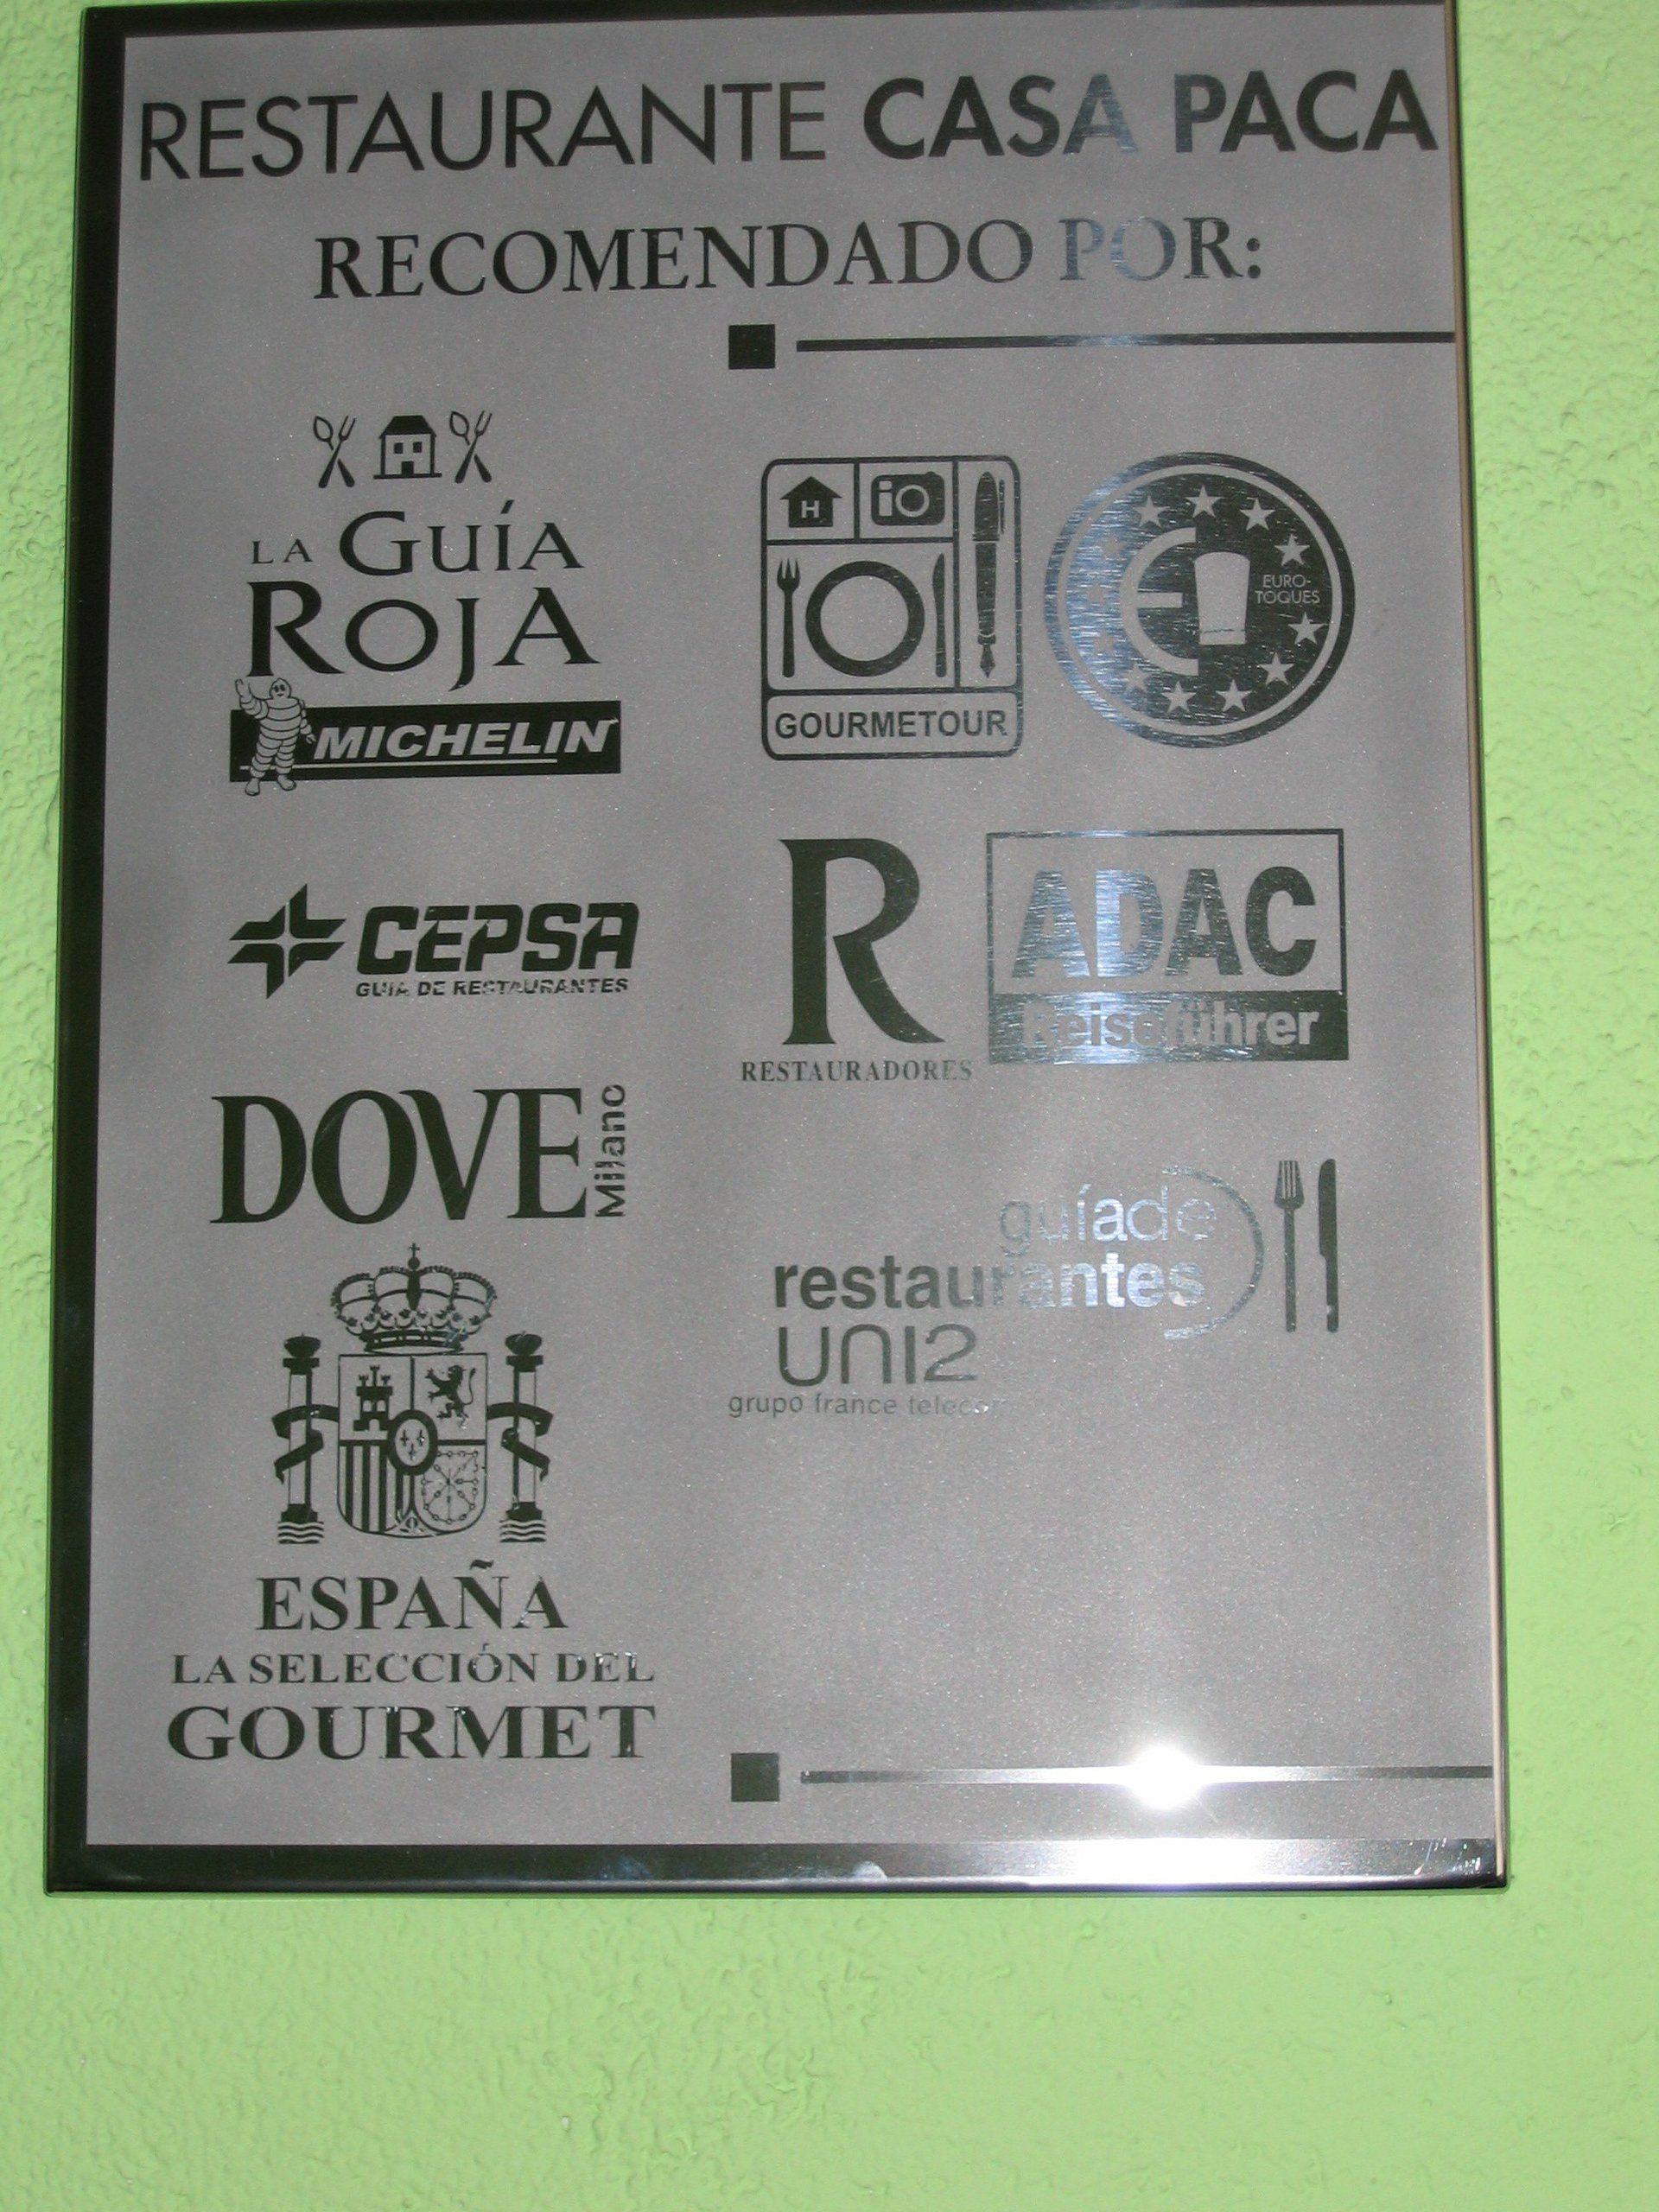 RESTAURANTE CASA PACA
RECOMENDADO POR:
LA GUÍA
ROJA
MICHELIN
CEPSA
GUIA DE RESTAURANTES
DOVE
Milano
ESPAÑA
LA SELECCIÓN DEL
GOURMET
H
GOURMETOUR
EURO-
TOQUES
R
RESTAURADORES
ADAC
Reiseführer
guíade
restaurantes
UNI2
grupo france telecom